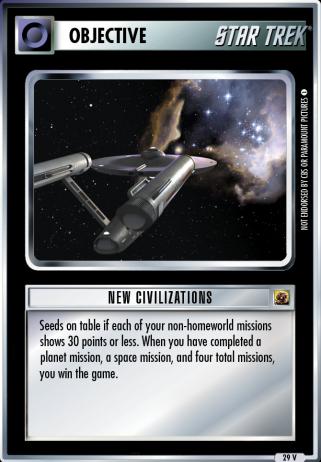 OBJECTIVE
STAR TREK®
NOT ENDORSED BY CBS OR PARAMOUNT PICTURES
NEW CIVILIZATIONS
Seeds on table if each of your non-homeworld missions
shows 30 points or less. When you have completed a
planet mission, a space mission, and four total missions,
you win the game.
29 V